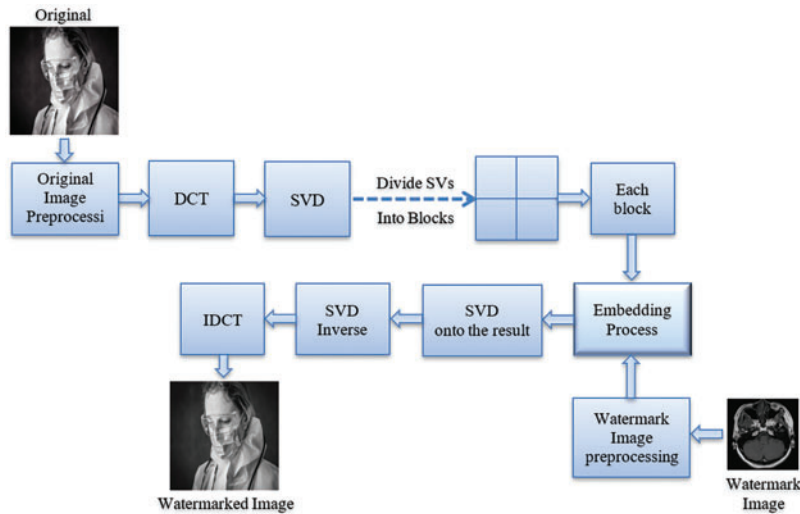 Original
Original
Image
Preprocessi
DCT
SVD
Divide SVs
Into Blocks
Each
block
IDCT
SVD
Inverse
SVD
onto the result
Embedding
Process
Watermark
Image
preprocessing
Watermarked Image
Watermark
Image